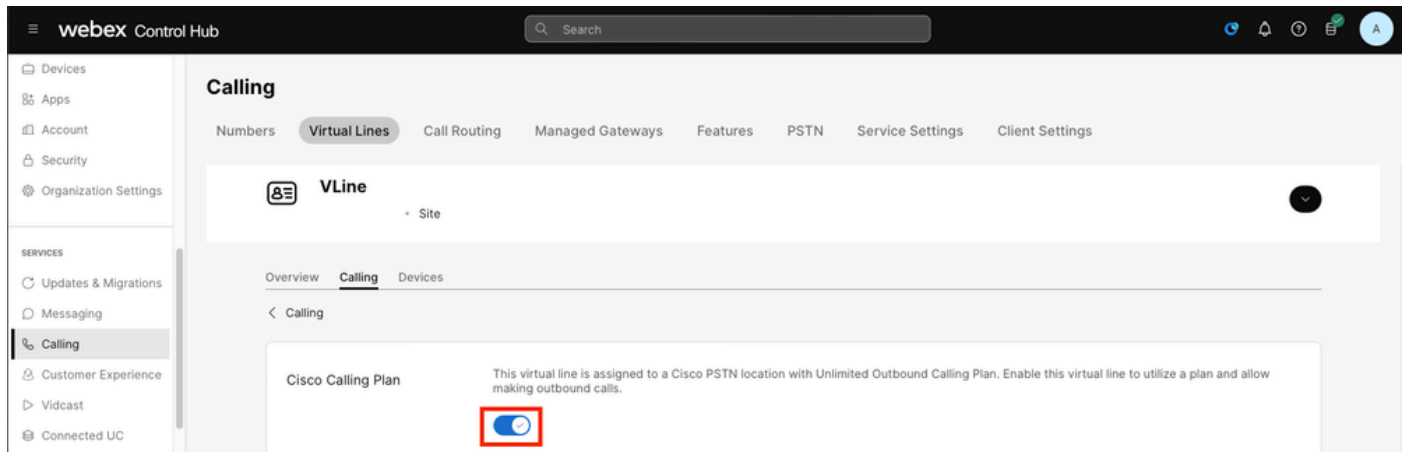 webex Control Hub
Search
A
Devices
Apps
Account
Security
Organization Settings
SERVICES
Updates & Migrations
Messaging
Calling
Customer Experience
Vidcast
Connected UC
Calling
Numbers Virtual Lines Call Routing Managed Gateways Features PSTN Service Settings Client Settings
VLine
• Site
Overview Calling Devices
Calling
Cisco Calling Plan
This virtual line is assigned to a Cisco PSTN location with Unlimited Outbound Calling Plan. Enable this virtual line to utilize a plan and allow
making outbound calls.